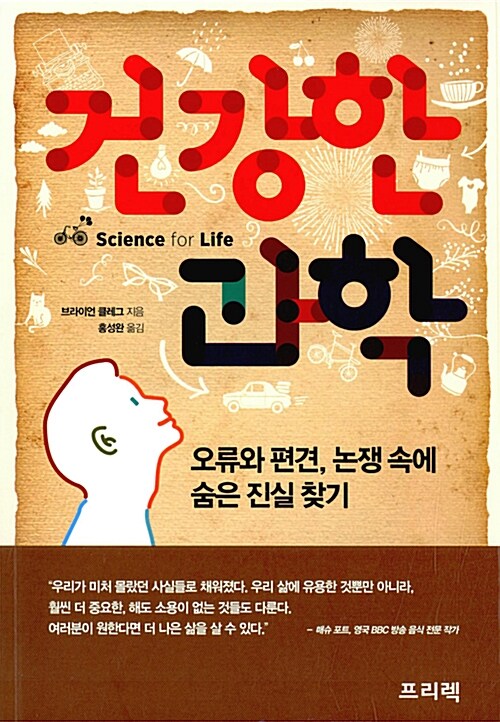 건강한
Science for Life
과학
브라이언 클레그 지음
홍성완 옮김
오류와 편견, 논쟁 속에
숨은 진실 찾기
“우리가 미처 몰랐던 사실들로 채워졌다. 우리 삶에 유용한 것뿐만 아니라,
훨씬 더 중요한, 해도 소용이 없는 것들도 다룬다.
여러분이 원한다면 더 나은 삶을 살 수 있다.” – 매슈 포트, 영국 BBC 방송 음식 전문 작가
프리렉